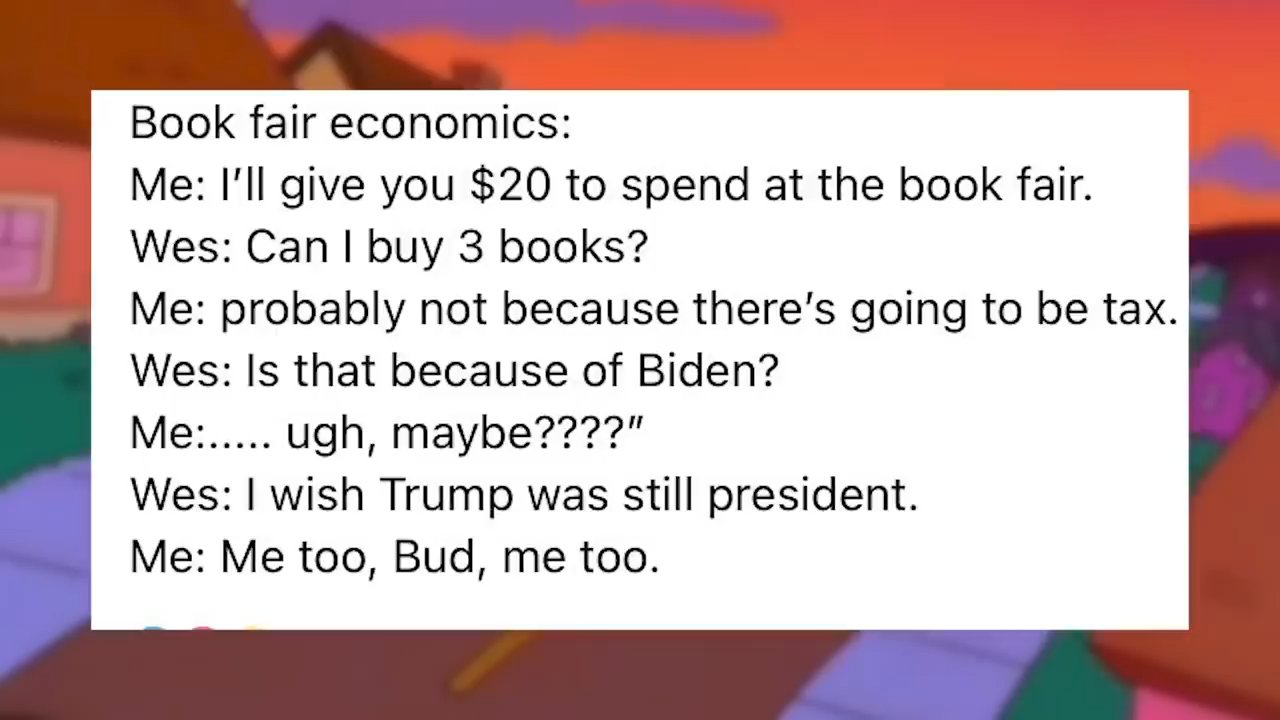 Book fair economics:
Me: I’ll give you $20 to spend at the book fair.
Wes: Can I buy 3 books?
Me: probably not because there’s going to be tax.
Wes: Is that because of Biden?
Me:..... ugh, maybe????”
Wes: I wish Trump was still president.
Me: Me too, Bud, me too.